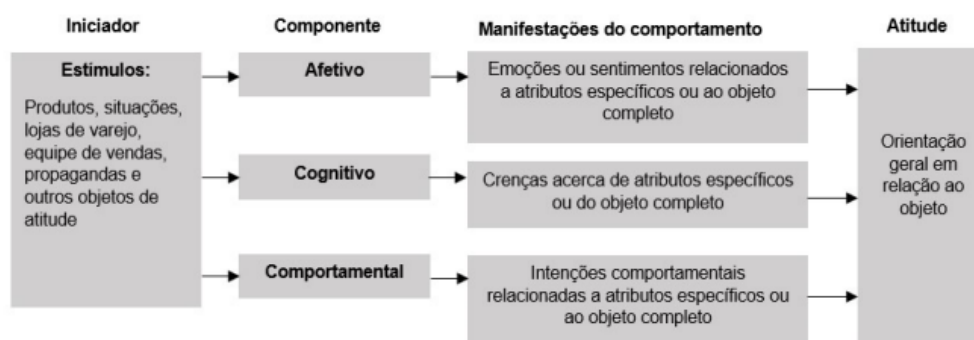 Iniciador
Componente
Manifestações do comportamento
Atitude
Estímulos:
Produtos, situações,
lojas de varejo,
equipe de vendas,
propagandas e
outros objetos de
atitude
Afetivo
Emoções ou sentimentos relacionados
a atributos específicos ou ao objeto
completo
Cognitivo
Crenças acerca de atributos específicos
ou do objeto completo
Comportamental
Intenções comportamentais
relacionadas a atributos específicos ou
ao objeto completo
Orientação
geral em
relação ao
objeto